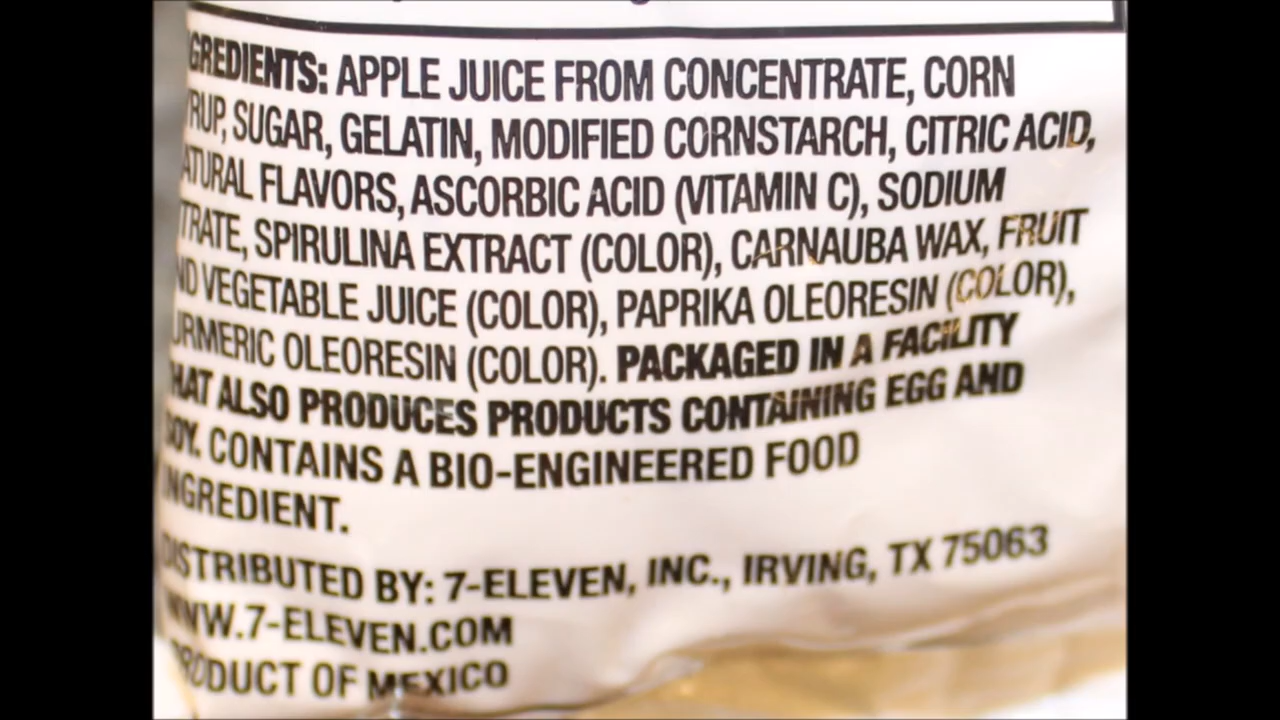 GREDIENTS: APPLE JUICE FROM CONCENTRATE, CORN
RUP, SUGAR, GELATIN, MODIFIED CORNSTARCH, CITRIC ACID,
ATURAL FLAVORS, ASCORBIC ACID (VITAMIN C), SODIUM
TRATE, SPIRULINA EXTRACT (COLOR), CARNAUBA WAX, FRUIT
ND VEGETABLE JUICE (COLOR), PAPRIKA OLEORESIN (COLOR),
URMERIC OLEORESIN (COLOR). PACKAGED IN A FACILITY
HAT ALSO PRODUCES PRODUCTS CONTAINING EGG AND
OY. CONTAINS A BIO-ENGINEERED FOOD
NGREDIENT.
DISTRIBUTED BY: 7-ELEVEN, INC., IRVING, TX 75063
WWW.7-ELEVEN.COM
RODUCT OF MEXICO